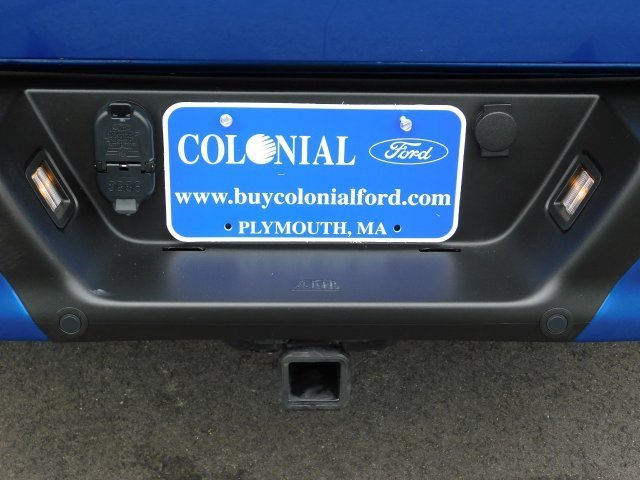 COLONIAL Ford
www.buycolonialford.com
PLYMOUTH, MA